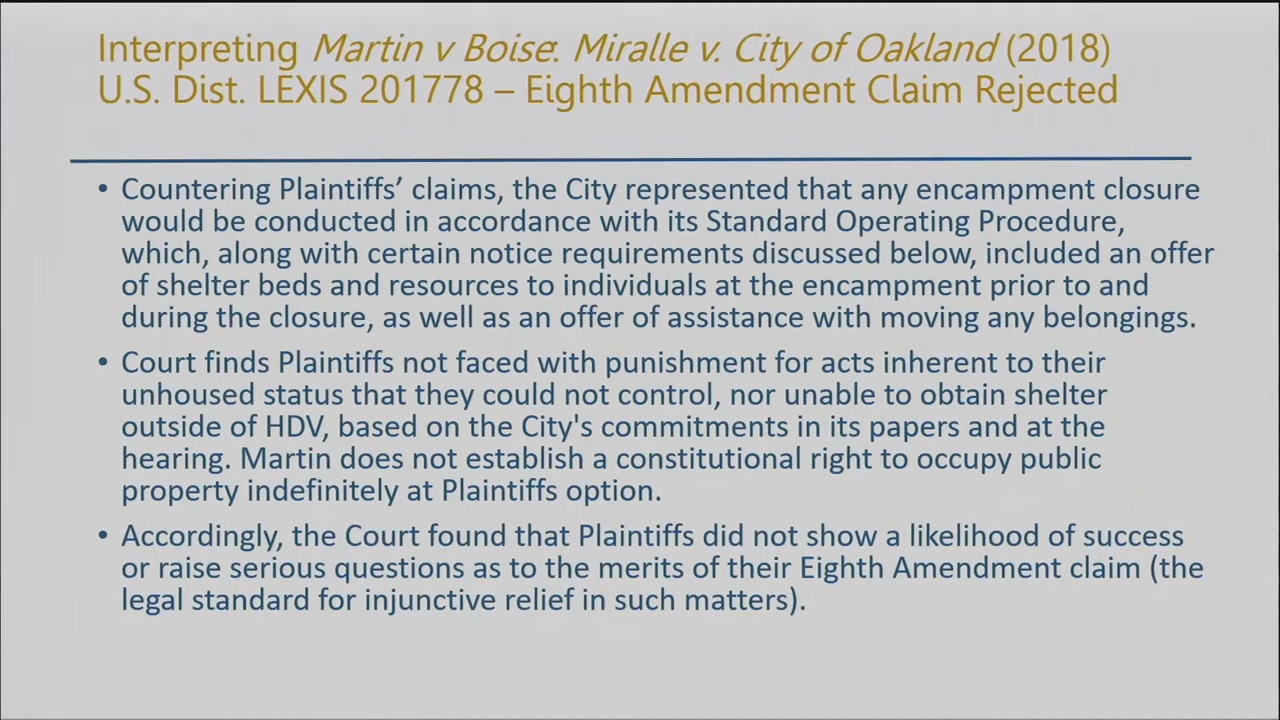 Interpreting Martin v Boise: Miralle v. City of Oakland (2018)
U.S. Dist. LEXIS 201778 – Eighth Amendment Claim Rejected
• Countering Plaintiffs’ claims, the City represented that any encampment closure
would be conducted in accordance with its Standard Operating Procedure,
which, along with certain notice requirements discussed below, included an offer
of shelter beds and resources to individuals at the encampment prior to and
during the closure, as well as an offer of assistance with moving any belongings.
• Court finds Plaintiffs not faced with punishment for acts inherent to their
unhoused status that they could not control, nor unable to obtain shelter
outside of HDV, based on the City's commitments in its papers and at the
hearing. Martin does not establish a constitutional right to occupy public
property indefinitely at Plaintiffs option.
• Accordingly, the Court found that Plaintiffs did not show a likelihood of success
or raise serious questions as to the merits of their Eighth Amendment claim (the
legal standard for injunctive relief in such matters).